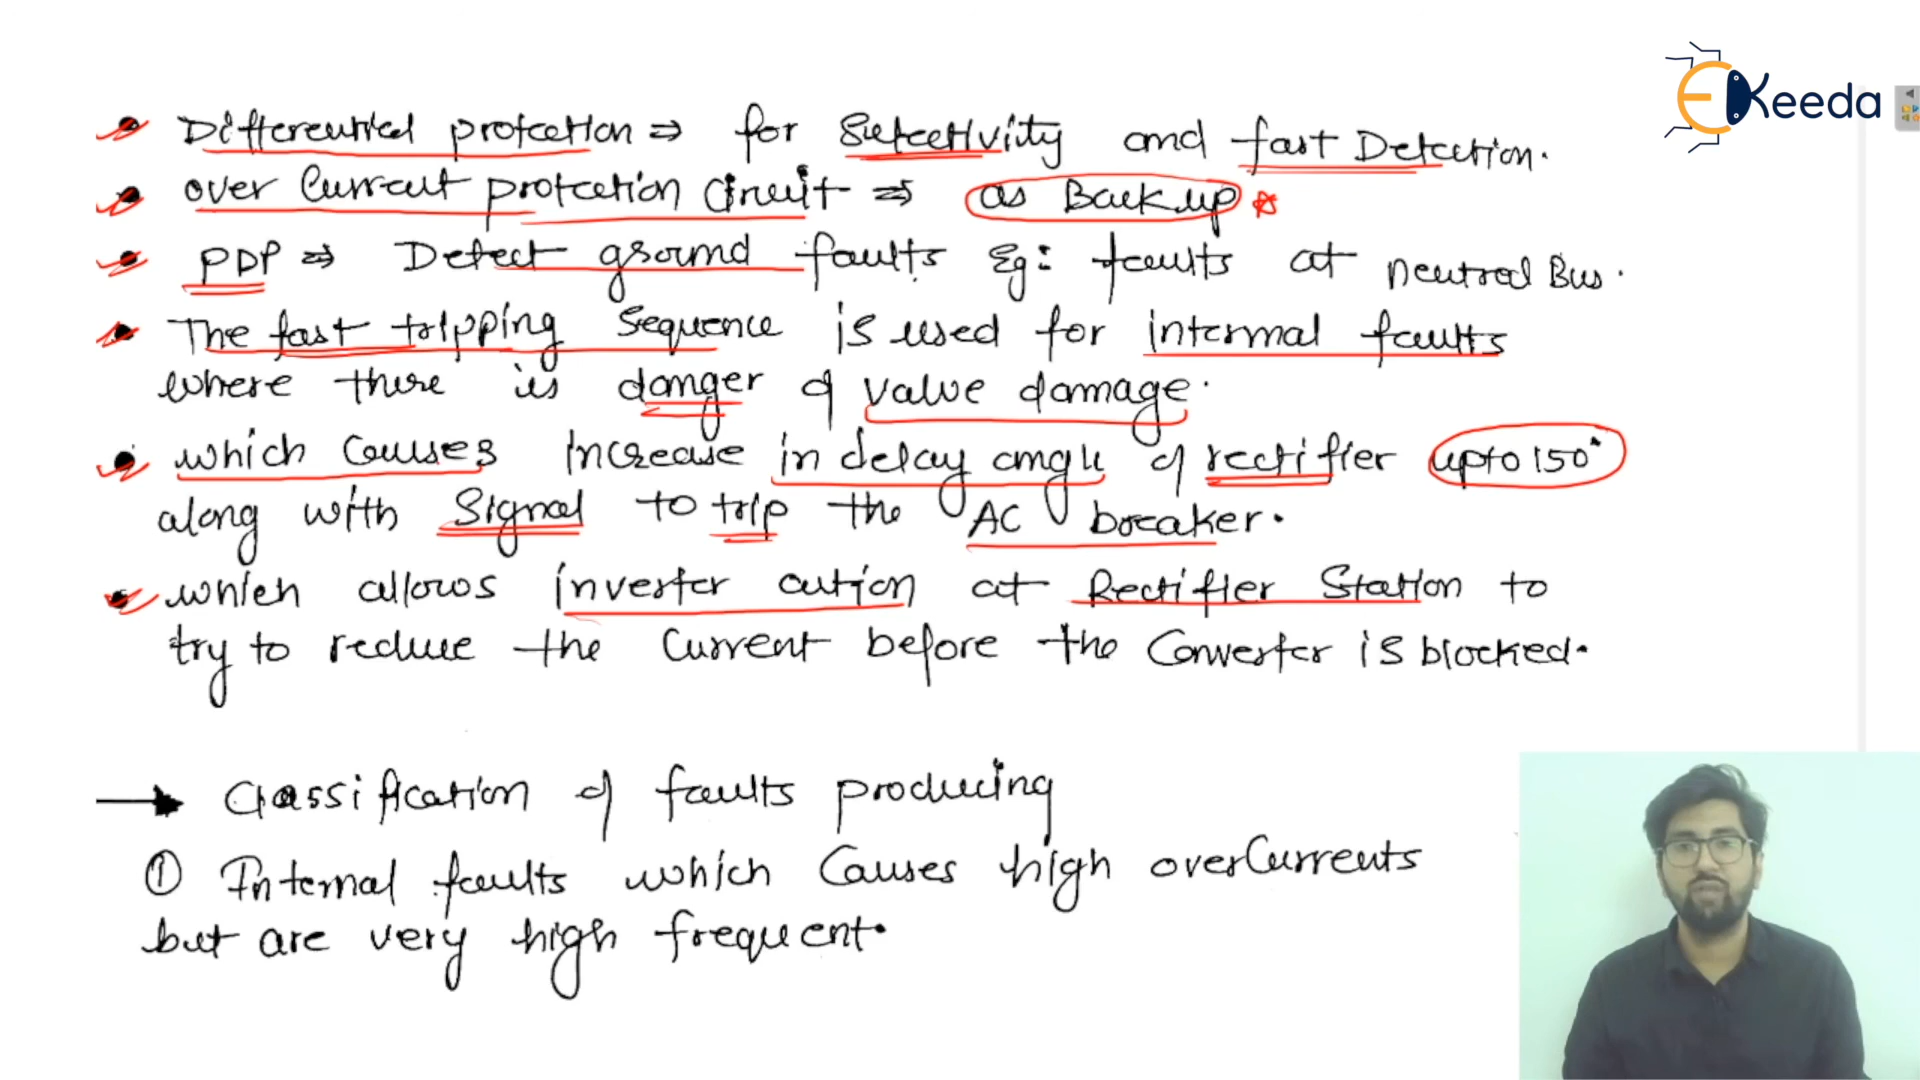 EKeeda
Differential protection ⇒ for Selectivity and fast Detection.
over Current protection Circuit ⇒ as Backup
PDP ⇒ Detect ground faults Eg: faults at neutral Bus.
The fast tripping Sequence is used for internal faults
where there is danger of valve damage.
which Causes increase in delay angle of rectifier upto 150°
along with Signal to trip the AC breaker.
which allows inverter aution at Rectifier Station to
try to reduce the Current before the Converter is blocked.
Classification of faults producing
① Internal faults which Causes high overCurrents
but are very high frequent.